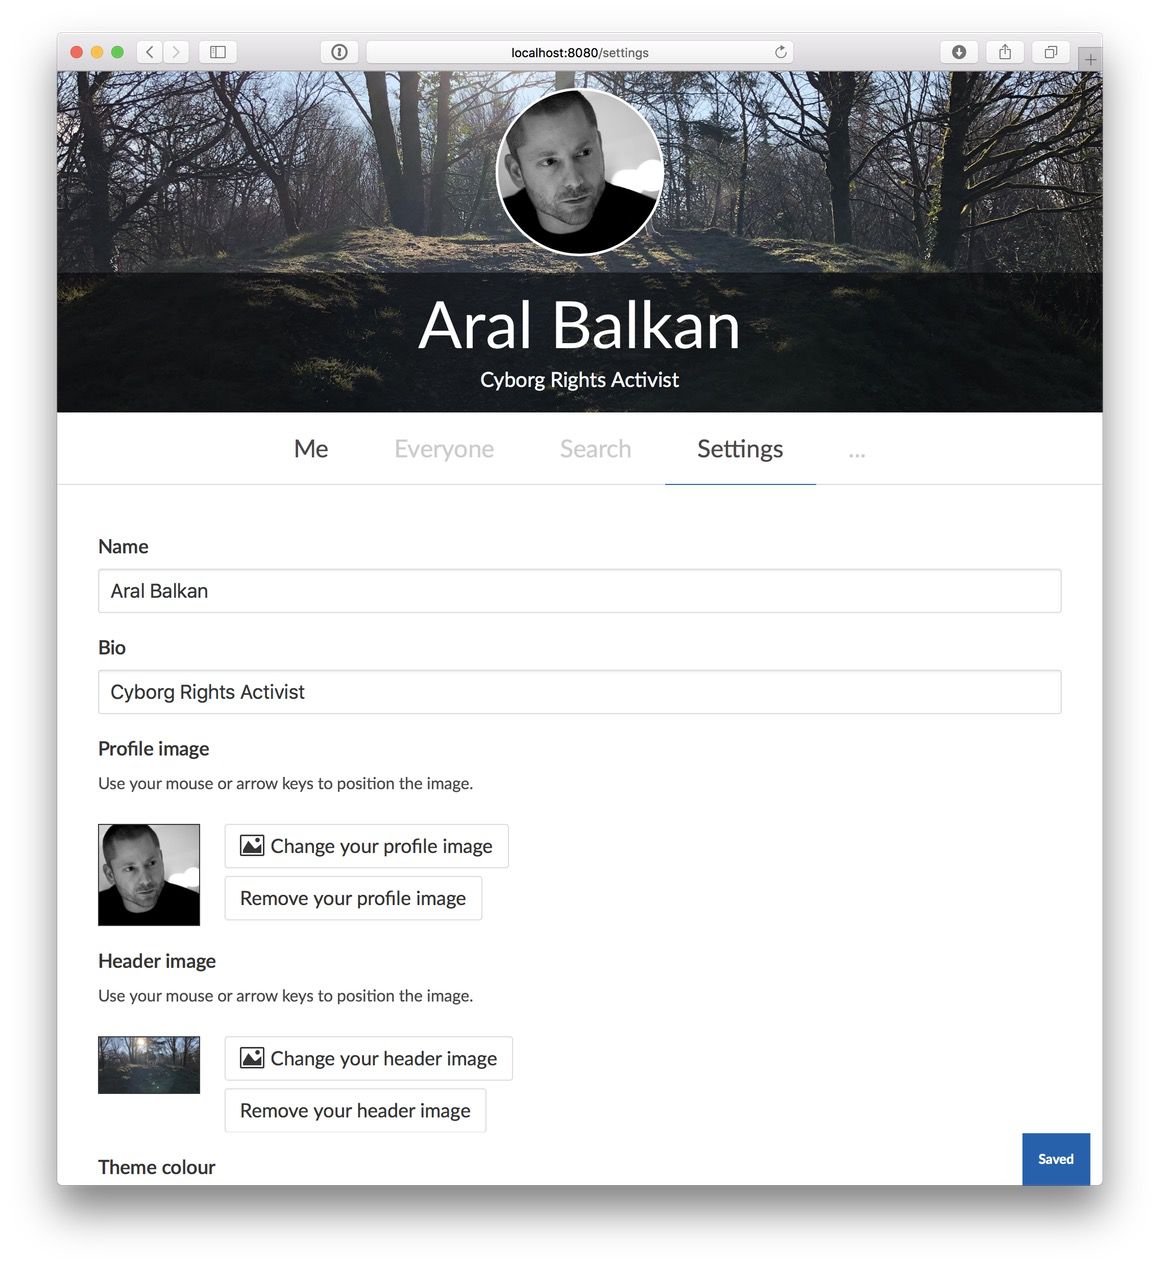 localhost:8080/settings
Aral Balkan
Cyborg Rights Activist
Me Everyone Search Settings ...
Name
Aral Balkan
Bio
Cyborg Rights Activist
Profile image
Use your mouse or arrow keys to position the image.
Change your profile image
Remove your profile image
Header image
Use your mouse or arrow keys to position the image.
Change your header image
Remove your header image
Theme colour
Saved